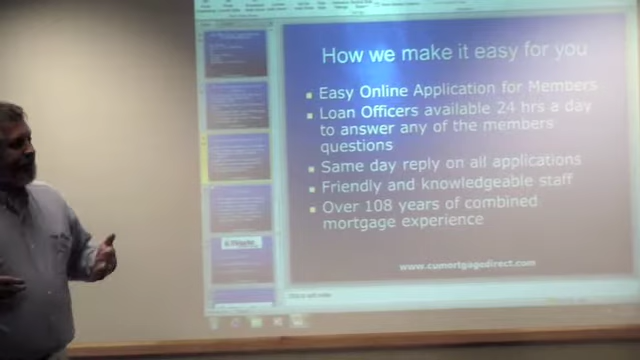 How we make it easy for you
Easy Online Application for Members
Loan Officers available 24 hrs a day
to answer any of the members
questions
Same day reply on all applications
Friendly and knowledgeable staff
Over 108 years of combined
mortgage experience
www.cumortgagedirect.com